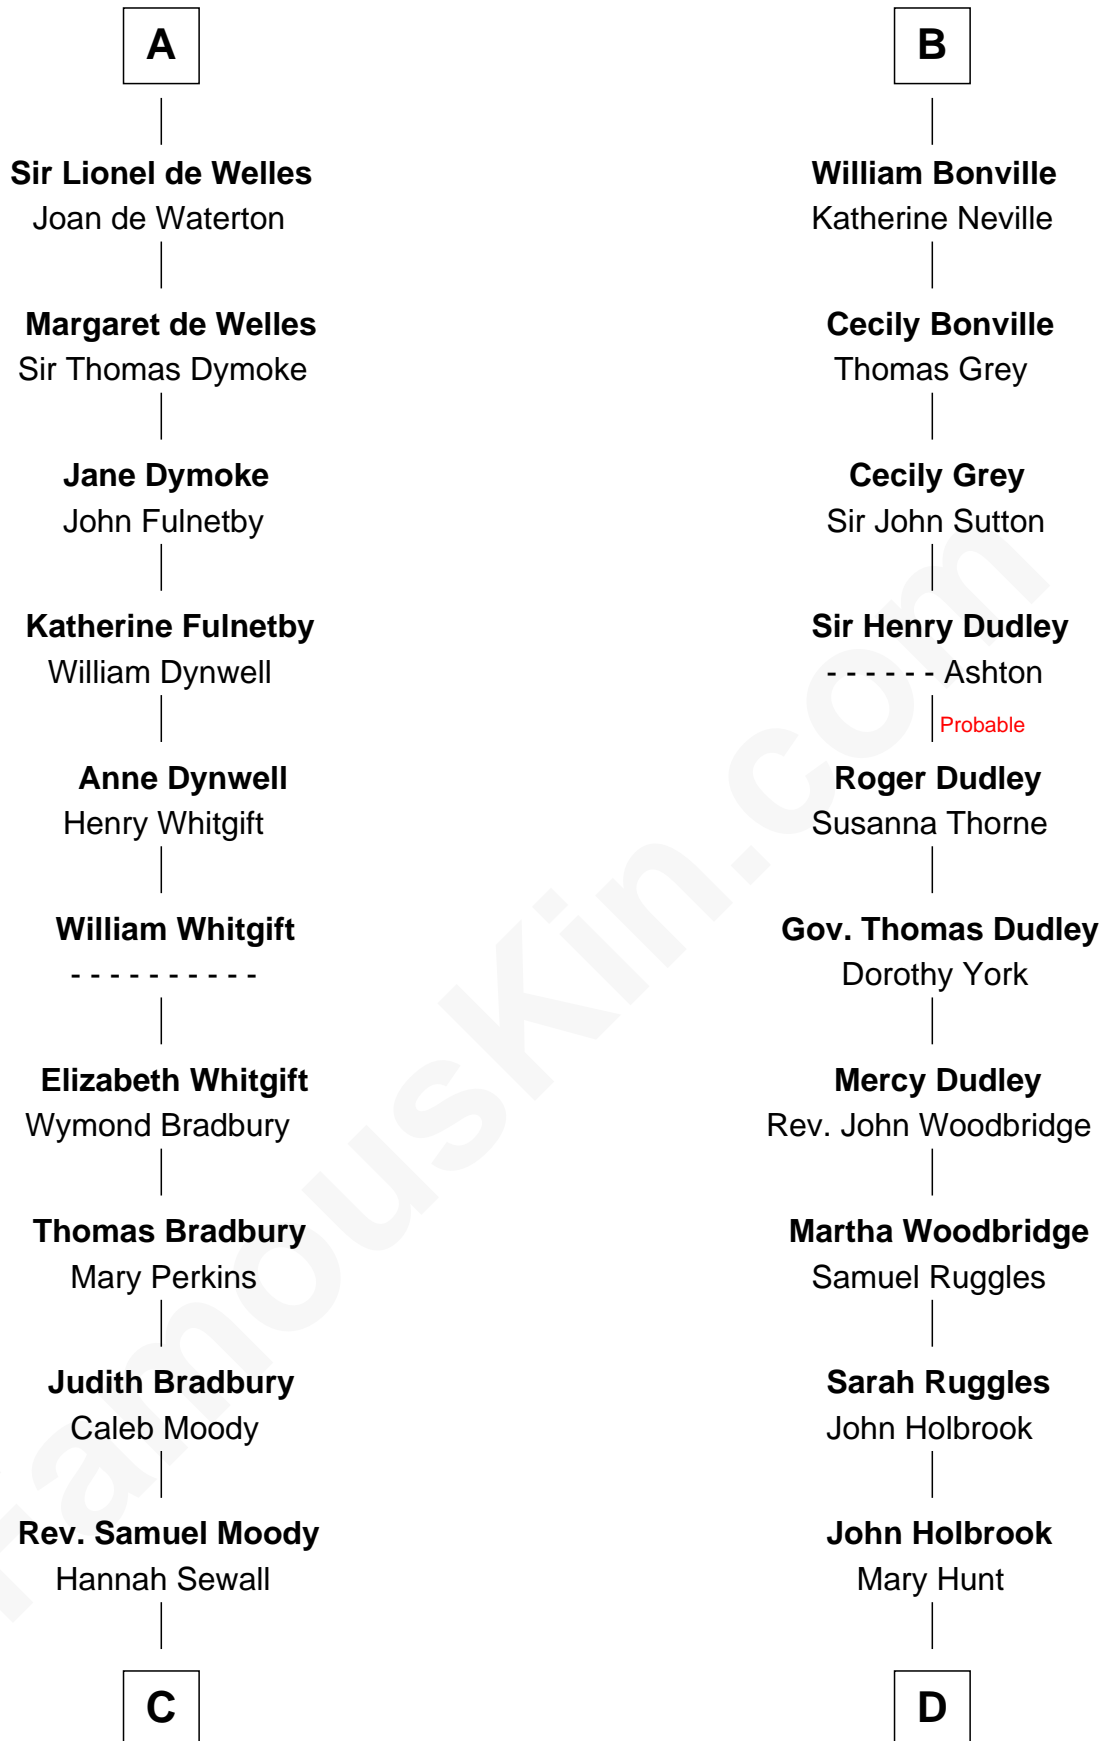 A
Sir Lionel de Welles
Joan de Waterton
Margaret de Welles
Sir Thomas Dymoke
Jane Dymoke
John Fulnetby
Katherine Fulnetby
William Dynwell
Anne Dynwell
Henry Whitgift
William Whitgift
- - - - - - - - - -
Elizabeth Whitgift
Wymond Bradbury
Thomas Bradbury
Mary Perkins
Judith Bradbury
Caleb Moody
Rev. Samuel Moody
Hannah Sewall
C
B
William Bonville
Katherine Neville
Cecily Bonville
Thomas Grey
Cecily Grey
Sir John Sutton
Sir Henry Dudley
- - - - - - Ashton
Probable
Roger Dudley
Susanna Thorne
Gov. Thomas Dudley
Dorothy York
Mercy Dudley
Rev. John Woodbridge
Martha Woodbridge
Samuel Ruggles
Sarah Ruggles
John Holbrook
John Holbrook
Mary Hunt
D
FamousKin.com